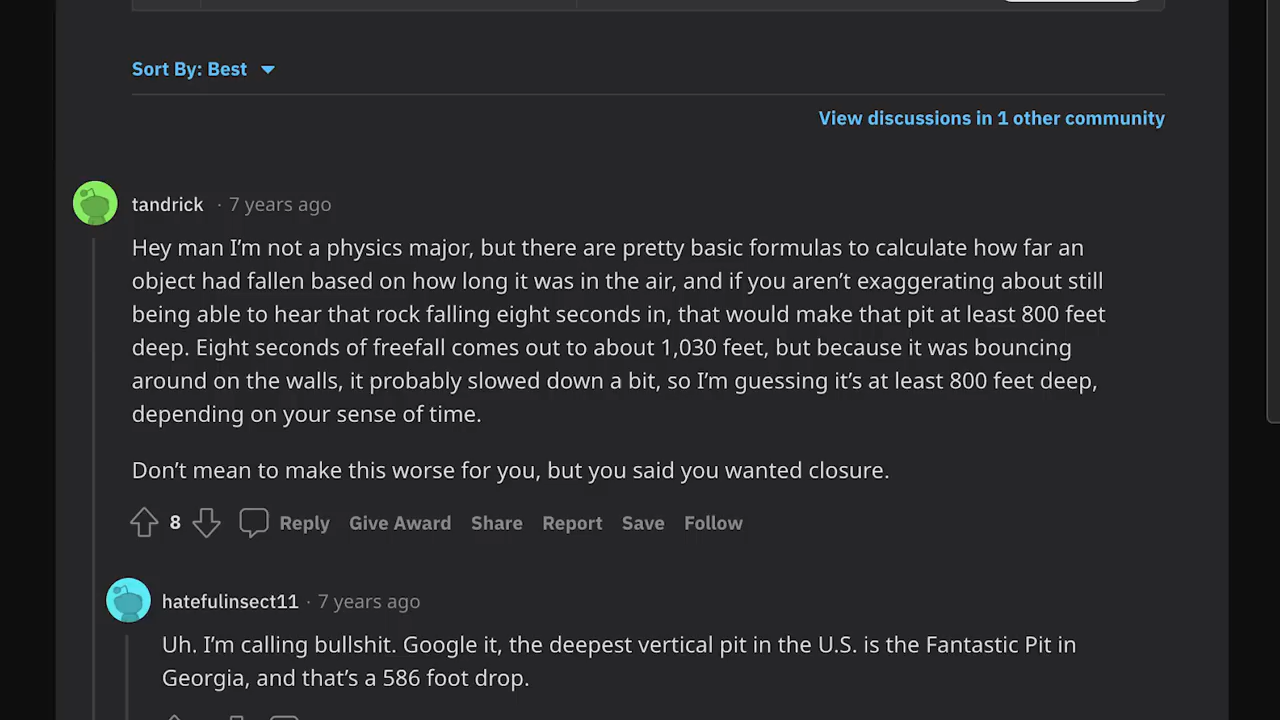 Sort By: Best
View discussions in 1 other community
tandrick · 7 years ago
Hey man I’m not a physics major, but there are pretty basic formulas to calculate how far an
object had fallen based on how long it was in the air, and if you aren’t exaggerating about still
being able to hear that rock falling eight seconds in, that would make that pit at least 800 feet
deep. Eight seconds of freefall comes out to about 1,030 feet, but because it was bouncing
around on the walls, it probably slowed down a bit, so I’m guessing it’s at least 800 feet deep,
depending on your sense of time.
Don’t mean to make this worse for you, but you said you wanted closure.
8 Reply Give Award Share Report Save Follow
hatefulinsect11 · 7 years ago
Uh. I’m calling bullshit. Google it, the deepest vertical pit in the U.S. is the Fantastic Pit in
Georgia, and that’s a 586 foot drop.